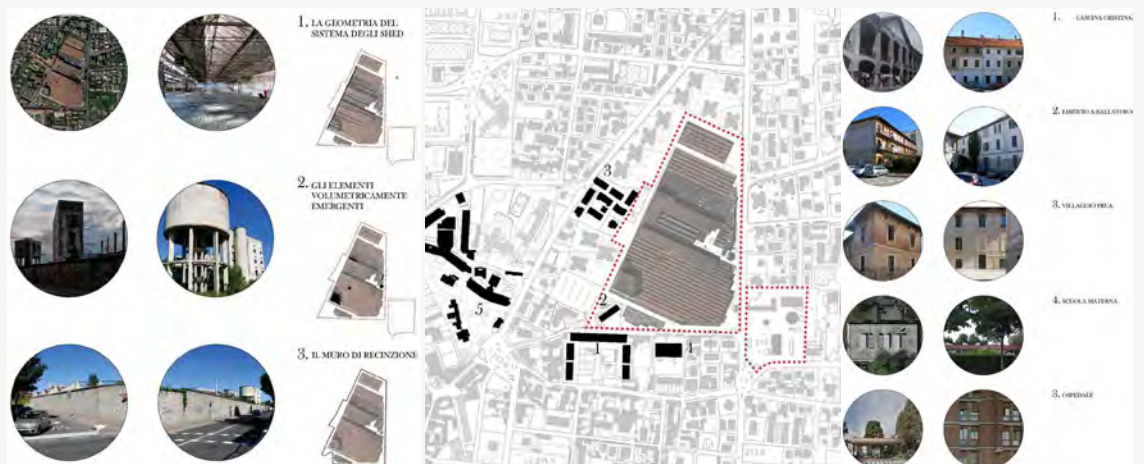 1. LA GEOMETRIA DEL
SISTEMA DEGLI SHED
2. GLI ELEMENTI
VOLUMETRICAMENTE
EMERGENTI
3. IL MURO DI RECINZIONE
3
2
5
1
4
1. CASCINA CRISTINA
2. EDIFICIO A BALLATOIO
3. VILLAGGIO FRUA
4. SCUOLA MATERNA
3. OSPEDALE